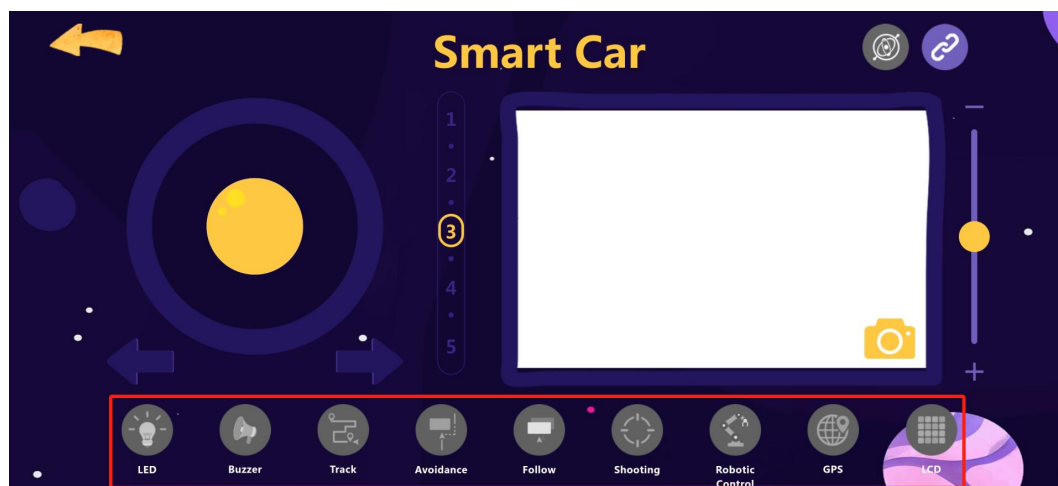 Smart Car
1
2
3
4
5
−
+
LED
Buzzer
Track
Avoidance
Follow
Shooting
Robotic
Control
GPS
LCD